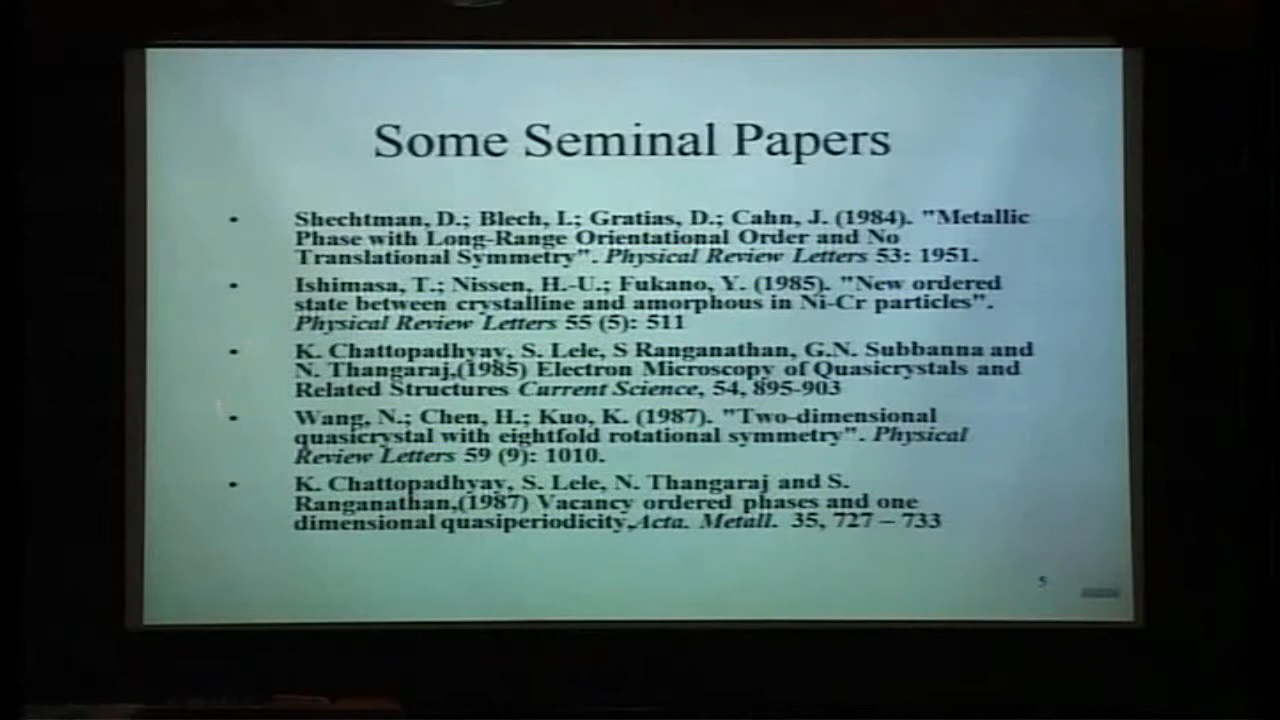 Some Seminal Papers
• Shechtman, D.; Blech, I.; Gratias, D.; Cahn, J. (1984). "Metallic
Phase with Long-Range Orientational Order and No
Translational Symmetry". Physical Review Letters 53: 1951.
• Ishimasa, T.; Nissen, H.-U.; Fukano, Y. (1985). "New ordered
state between crystalline and amorphous in Ni-Cr particles".
Physical Review Letters 55 (5): 511
• K. Chattopadhyay, S. Lele, S Ranganathan, G.N. Subbanna and
N. Thangaraj,(1985) Electron Microscopy of Quasicrystals and
Related Structures Current Science, 54, 895-903
• Wang, N.; Chen, H.; Kuo, K. (1987). "Two-dimensional
quasicrystal with eightfold rotational symmetry". Physical
Review Letters 59 (9): 1010.
• K. Chattopadhyay, S. Lele, N. Thangaraj and S.
Ranganathan,(1987) Vacancy ordered phases and one
dimensional quasiperiodicity,Acta. Metall. 35, 727 – 733
5